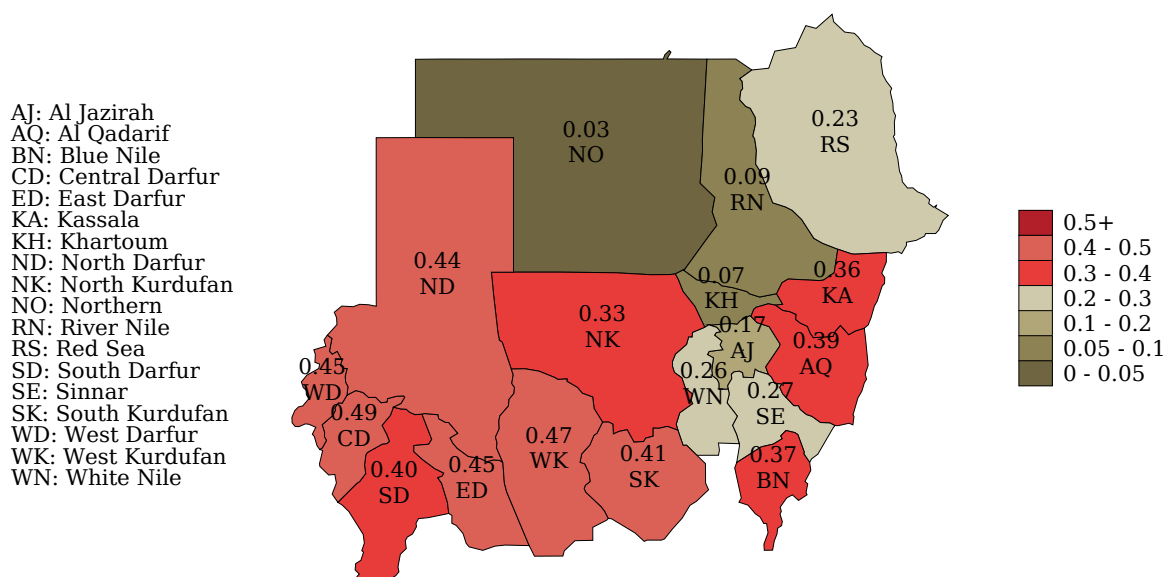 AJ: Al Jazirah
AQ: Al Qadarif
BN: Blue Nile
CD: Central Darfur
ED: East Darfur
KA: Kassala
KH: Khartoum
ND: North Darfur
NK: North Kurdufan
NO: Northern
RN: River Nile
RS: Red Sea
SD: South Darfur
SE: Sinnar
SK: South Kurdufan
WD: West Darfur
WK: West Kurdufan
WN: White Nile
0.03
NO
0.23
RS
0.09
RN
0.44
ND
0.07
KH
0.36
KA
0.33
NK
0.17
AJ
0.39
AQ
0.45
WD
0.26
WN
0.27
SE
0.49
CD
0.47
WK
0.41
SK
0.37
BN
0.40
SD
0.45
ED
0.5+
0.4 - 0.5
0.3 - 0.4
0.2 - 0.3
0.1 - 0.2
0.05 - 0.1
0 - 0.05